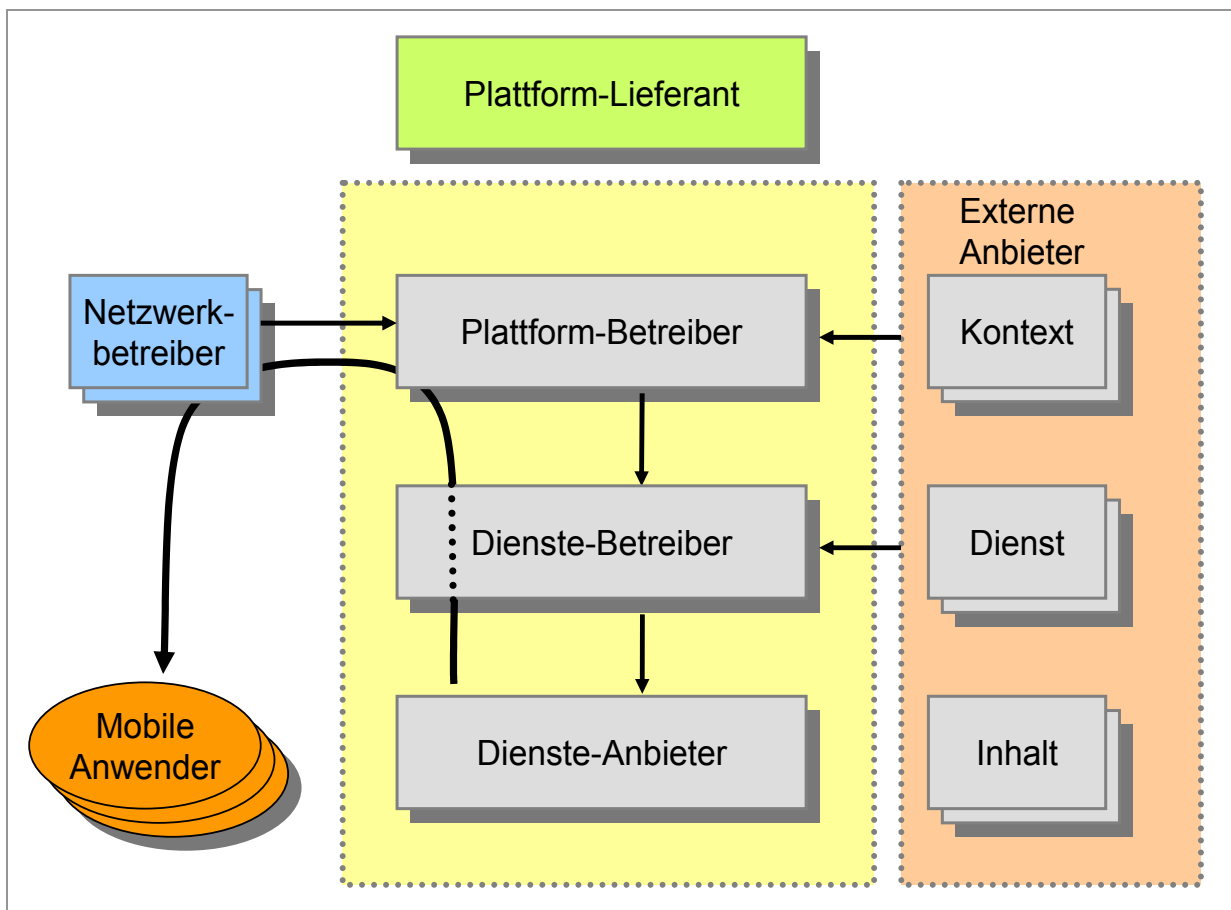 Plattform-Lieferant
Externe
Anbieter
Netzwerk-
betreiber
Plattform-Betreiber
Kontext
Dienste-Betreiber
Dienst
Mobile
Anwender
Dienste-Anbieter
Inhalt